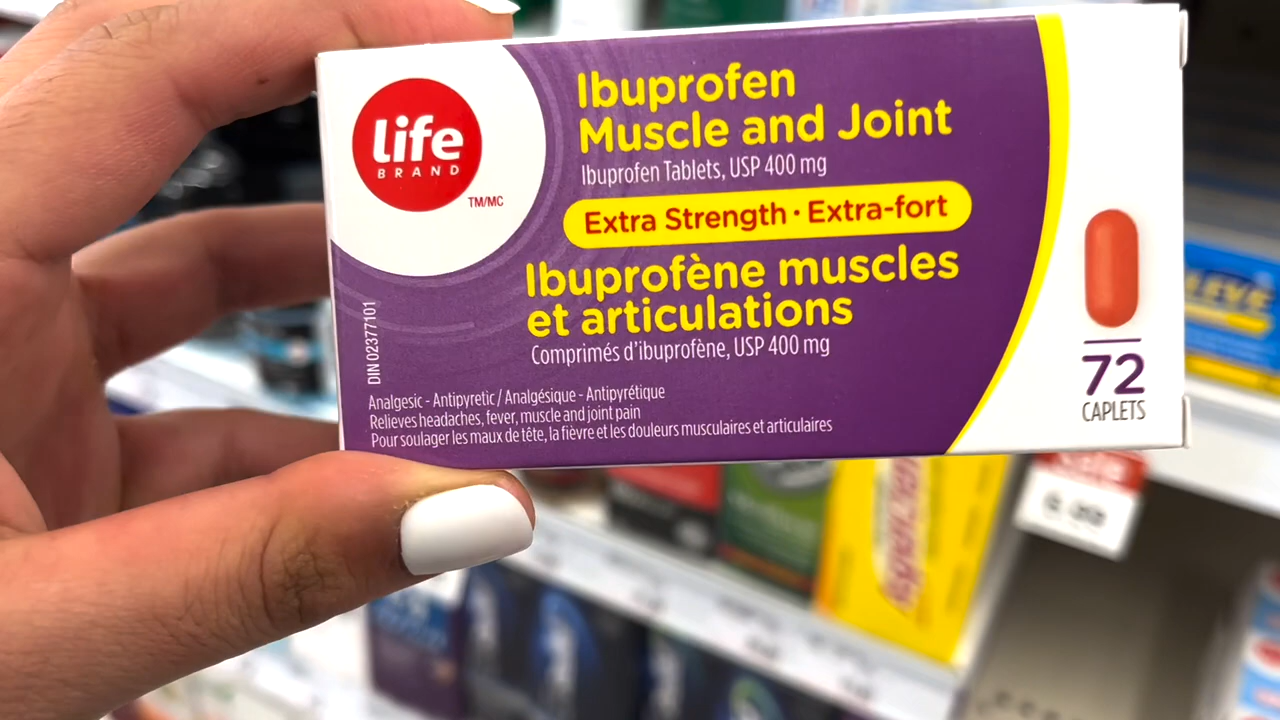 life
BRAND
TM/MC
Ibuprofen
Muscle and Joint
Ibuprofen Tablets, USP 400 mg
Extra Strength · Extra-fort
Ibuprofène muscles
et articulations
Comprimés d'ibuprofène, USP 400 mg
DIN 02377101
Analgesic - Antipyretic / Analgésique - Antipyrétique
Relieves headaches, fever, muscle and joint pain
Pour soulager les maux de tête, la fièvre et les douleurs musculaires et articulaires
72
CAPLETS